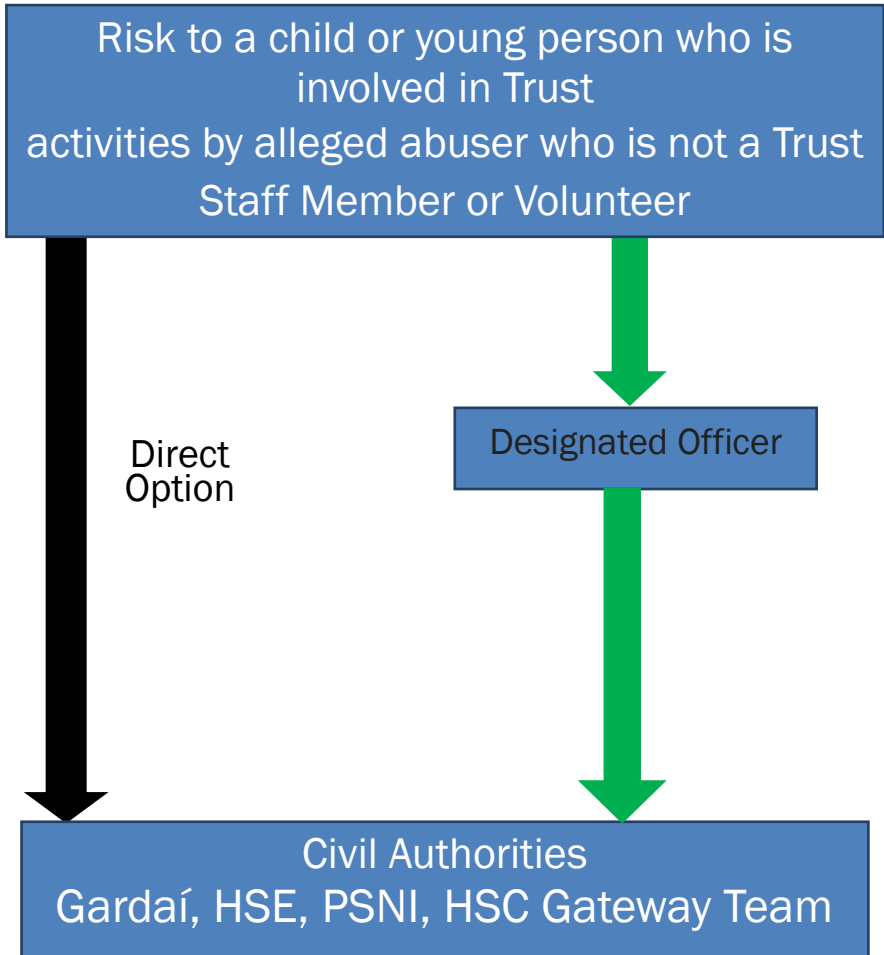 Risk to a child or young person who is
involved in Trust
activities by alleged abuser who is not a Trust
Staff Member or Volunteer
Direct
Option
Designated Officer
Civil Authorities
Gardaí, HSE, PSNI, HSC Gateway Team